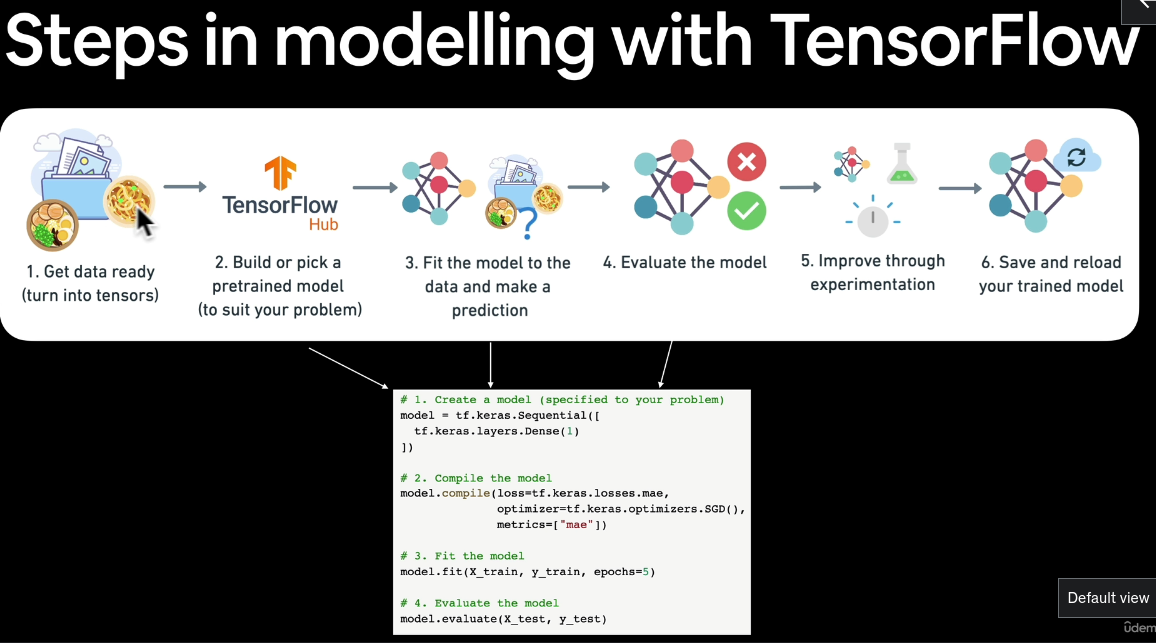 Steps in modelling with TensorFlow
TensorFlow
Hub
1. Get data ready
(turn into tensors)
2. Build or pick a
pretrained model
(to suit your problem)
3. Fit the model to the
data and make a
prediction
4. Evaluate the model
5. Improve through
experimentation
6. Save and reload
your trained model
# 1. Create a model (specified to your problem)
model = tf.keras.Sequential([
  tf.keras.layers.Dense(1)
])
# 2. Compile the model
model.compile(loss=tf.keras.losses.mae,
              optimizer=tf.keras.optimizers.SGD(),
              metrics=["mae"])
# 3. Fit the model
model.fit(X_train, y_train, epochs=5)
# 4. Evaluate the model
model.evaluate(X_test, y_test)
Default view
ûdem